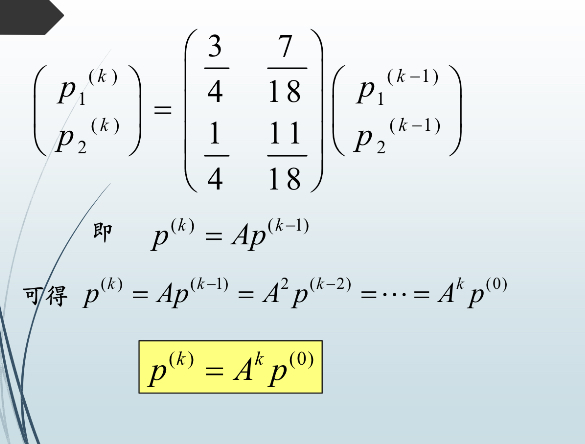 $$\begin{pmatrix} p_1^{(k)} \\ p_2^{(k)} \end{pmatrix} = \begin{pmatrix} \frac{3}{4} & \frac{7}{18} \\ \frac{1}{4} & \frac{11}{18} \end{pmatrix} \begin{pmatrix} p_1^{(k-1)} \\ p_2^{(k-1)} \end{pmatrix}$$
即 $p^{(k)} = Ap^{(k-1)}$
可得 $p^{(k)} = Ap^{(k-1)} = A^2 p^{(k-2)} = \cdots = A^k p^{(0)}$
$p^{(k)} = A^k p^{(0)}$